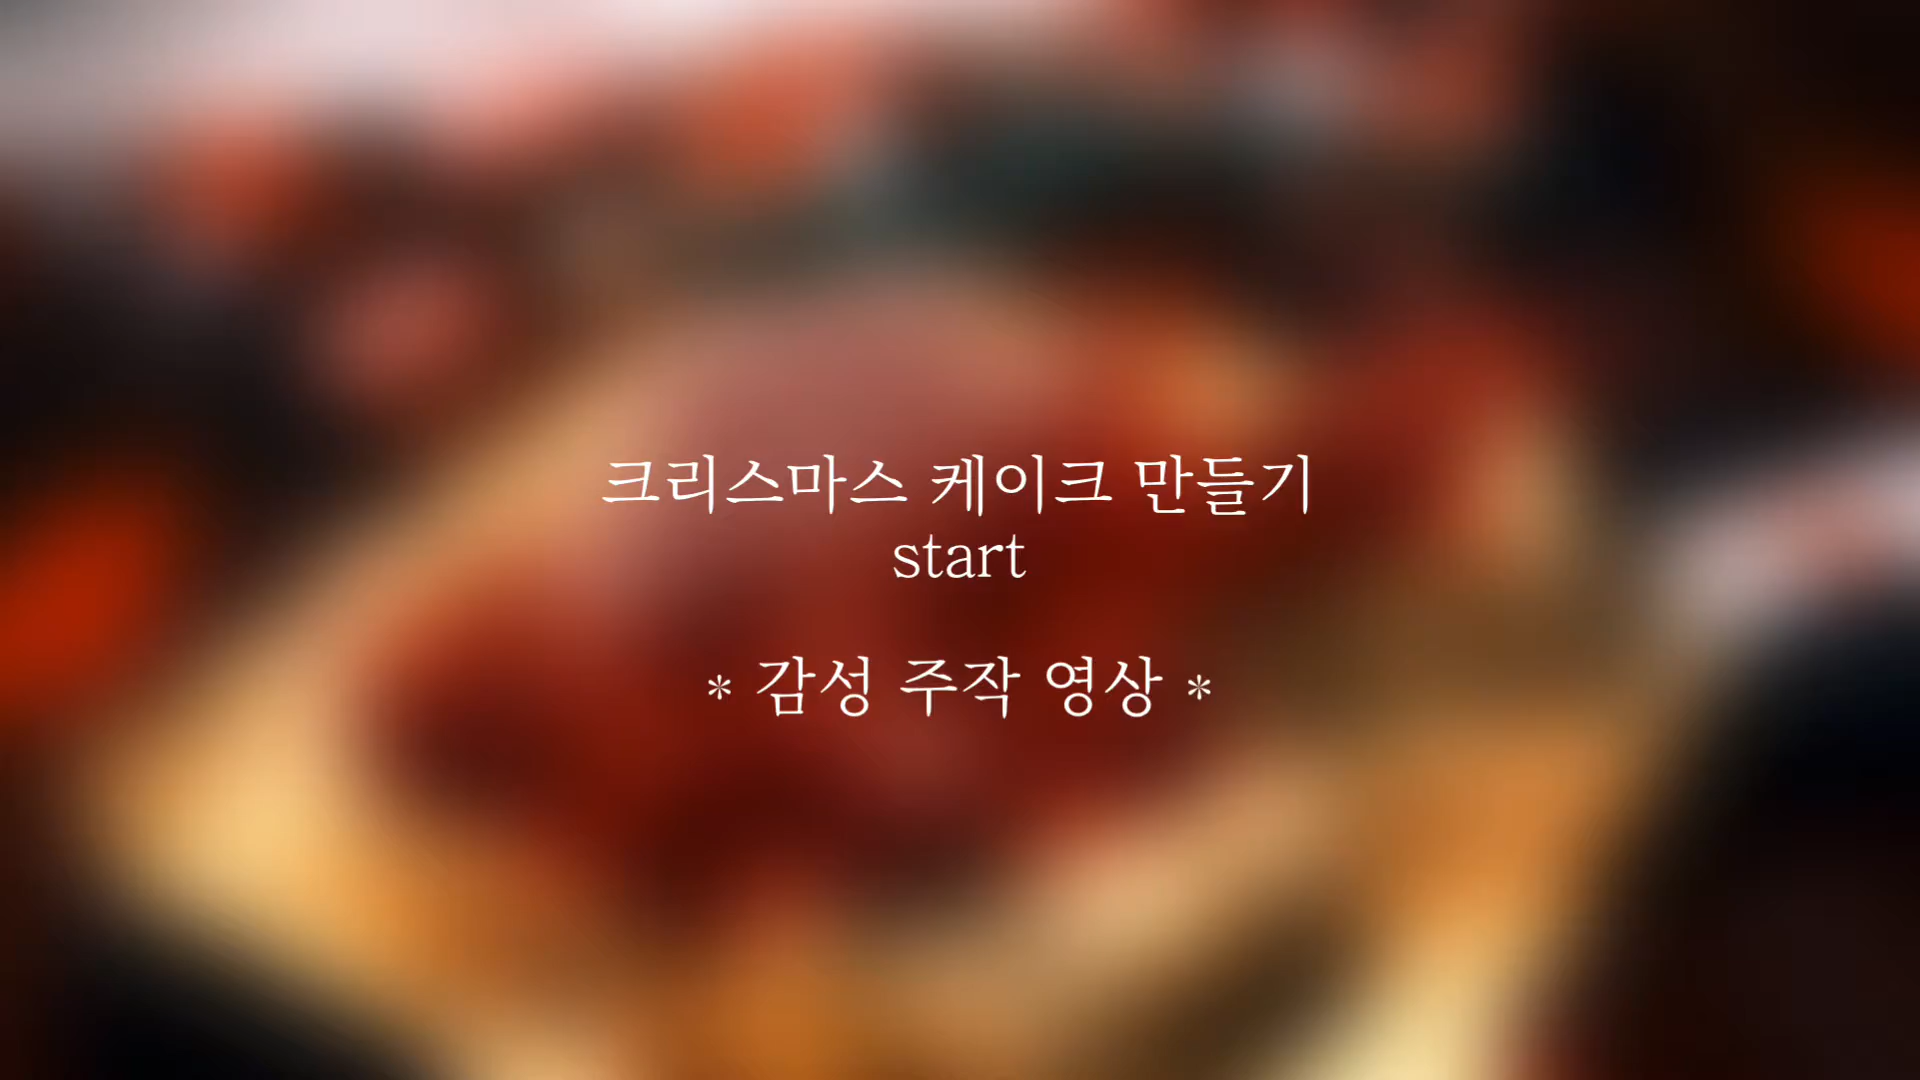 크리스마스 케이크 만들기
start
* 감성 주작 영상 *